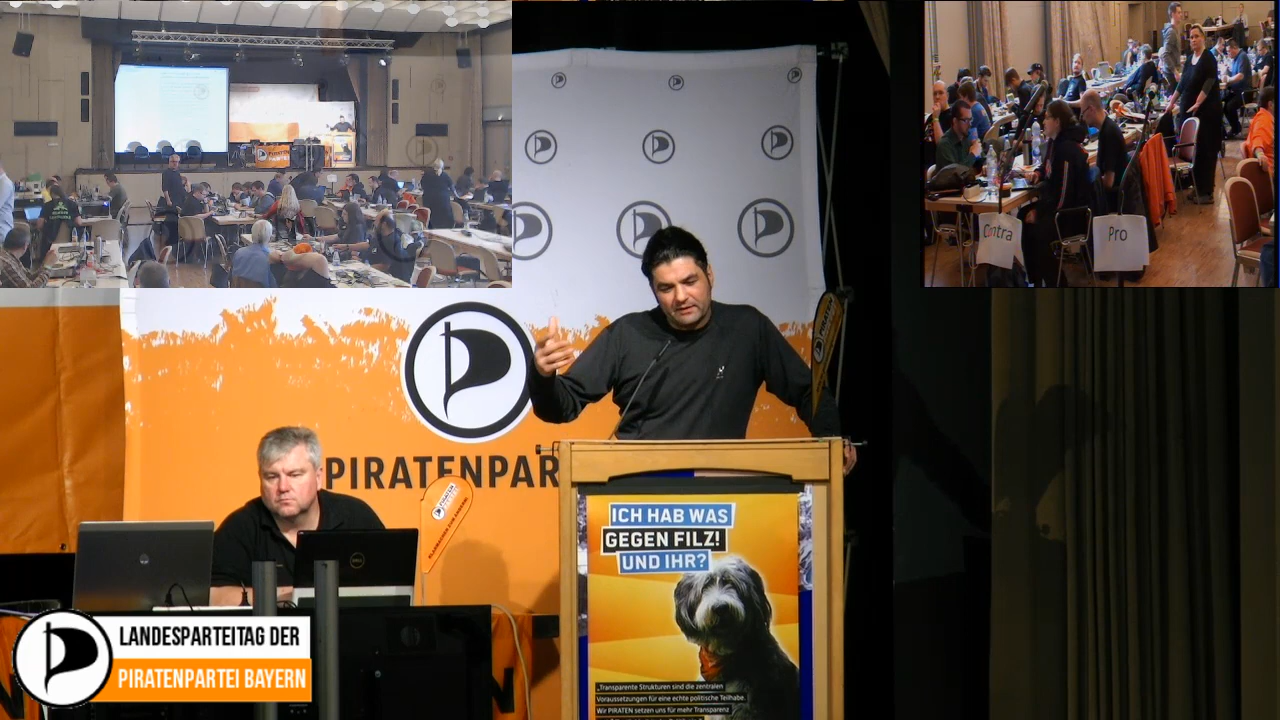 Contra
Pro
PIRATENPAR
ICH HAB WAS
GEGEN FILZ!
UND IHR?
„Transparente Strukturen sind die zentralen
Voraussetzungen für eine echte politische Teilhabe.
Wir PIRATEN setzen uns für mehr Transparenz
LANDESPARTEITAG DER
PIRATENPARTEI BAYERN